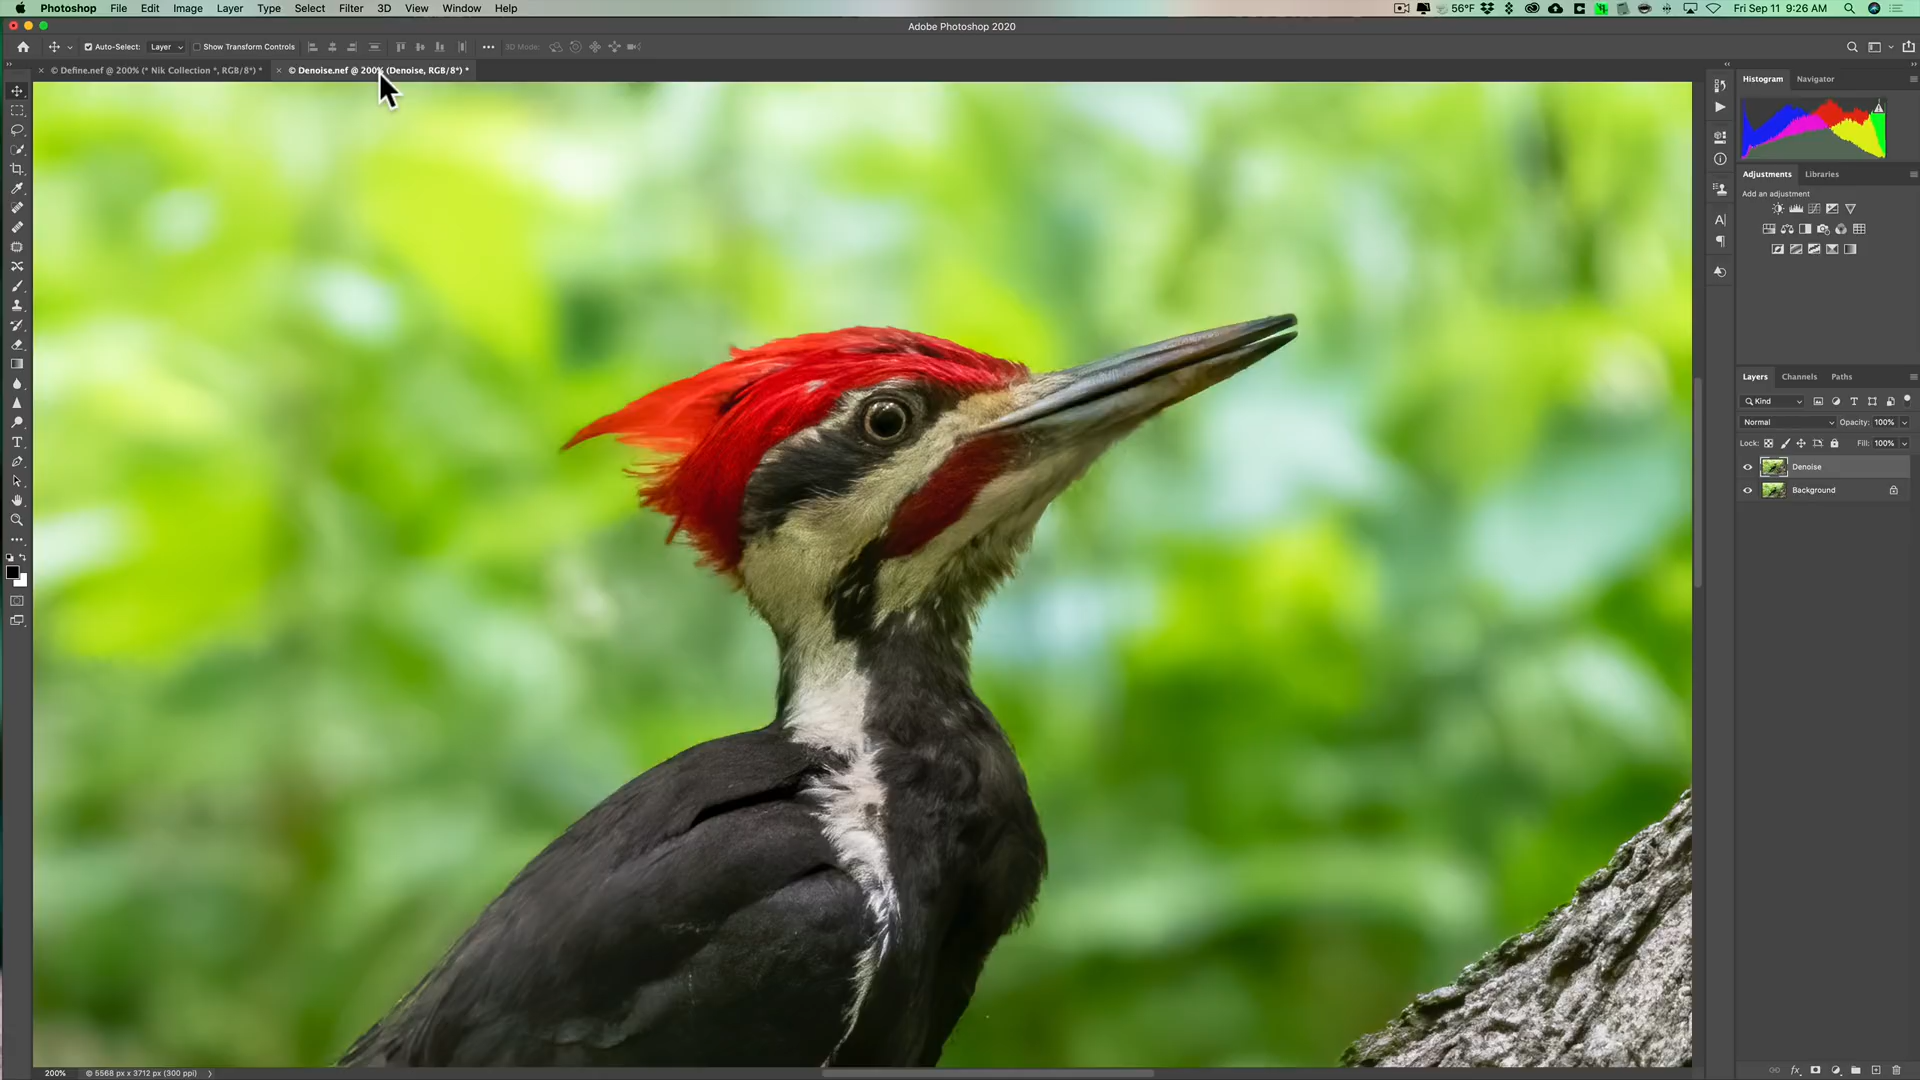 Photoshop File Edit Image Layer Type Select Filter 3D View Window Help 56°F Fri Sep 11 9:26 AM
Adobe Photoshop 2020
Auto-Select: Layer Show Transform Controls 3D Mode:
© Define.nef @ 200% (* Nik Collection *, RGB/8*) * © Denoise.nef @ 200% (Denoise, RGB/8*) *
Histogram Navigator
Adjustments Libraries
Add an adjustment
Layers Channels Paths
Kind
Normal Opacity: 100%
Lock: Fill: 100%
Denoise
Background
200% © 5568 px x 3712 px (300 ppi)